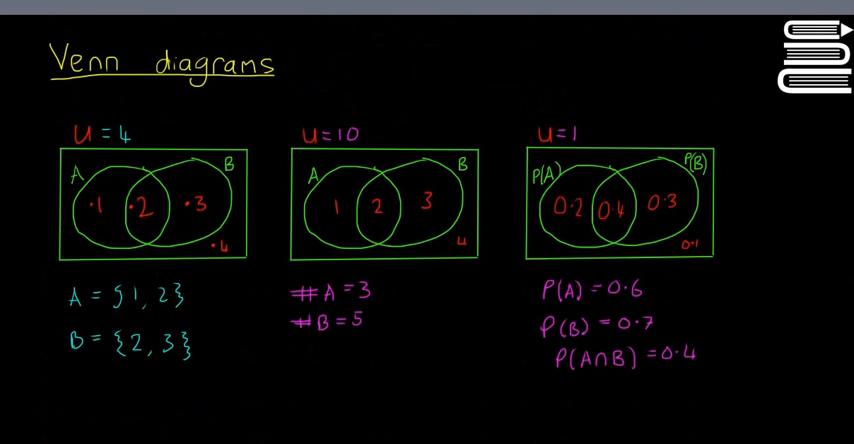 Venn diagrams
U = 4
A
B
·1
·2
·3
·4
A = {1, 2}
B = {2, 3}
U = 10
A
B
1
2
3
4
# A = 3
# B = 5
U = 1
P(A)
P(B)
0.2
0.4
0.3
0.1
P(A) = 0.6
P(B) = 0.7
P(A∩B) = 0.4